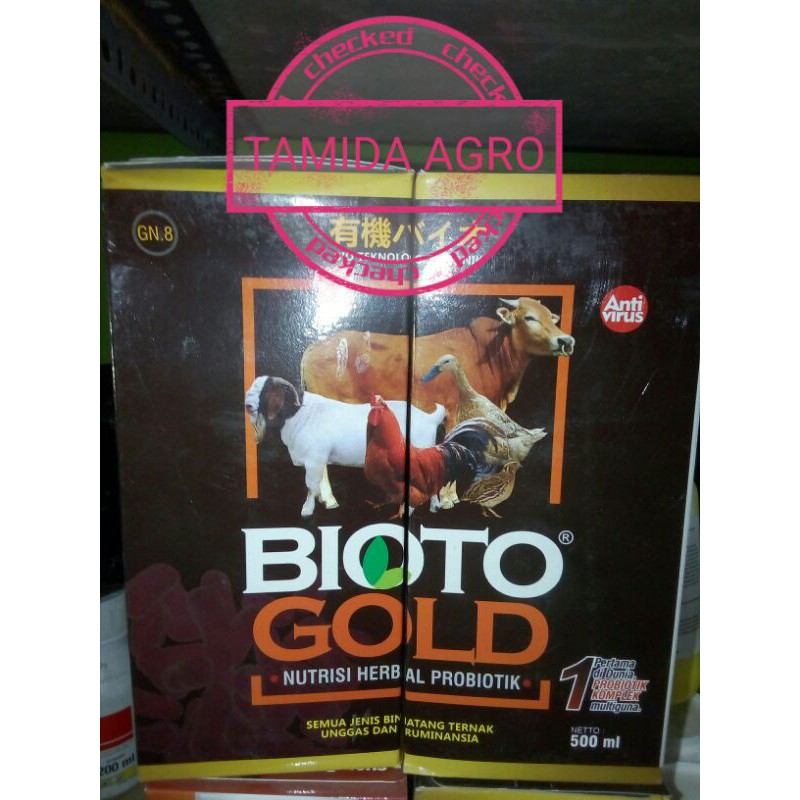 checked
TAMIDA AGRO
checked
GN.8
有機バイオ
Anti
virus
BIOTO®
GOLD
• NUTRISI HERBAL PROBIOTIK •
1
Pertama
di Dunia
PROBIOTIK
KOMPLEK
multiguna.
SEMUA JENIS BINATANG TERNAK
UNGGAS DAN RUMINANSIA
NETTO :
500 ml
200 ml